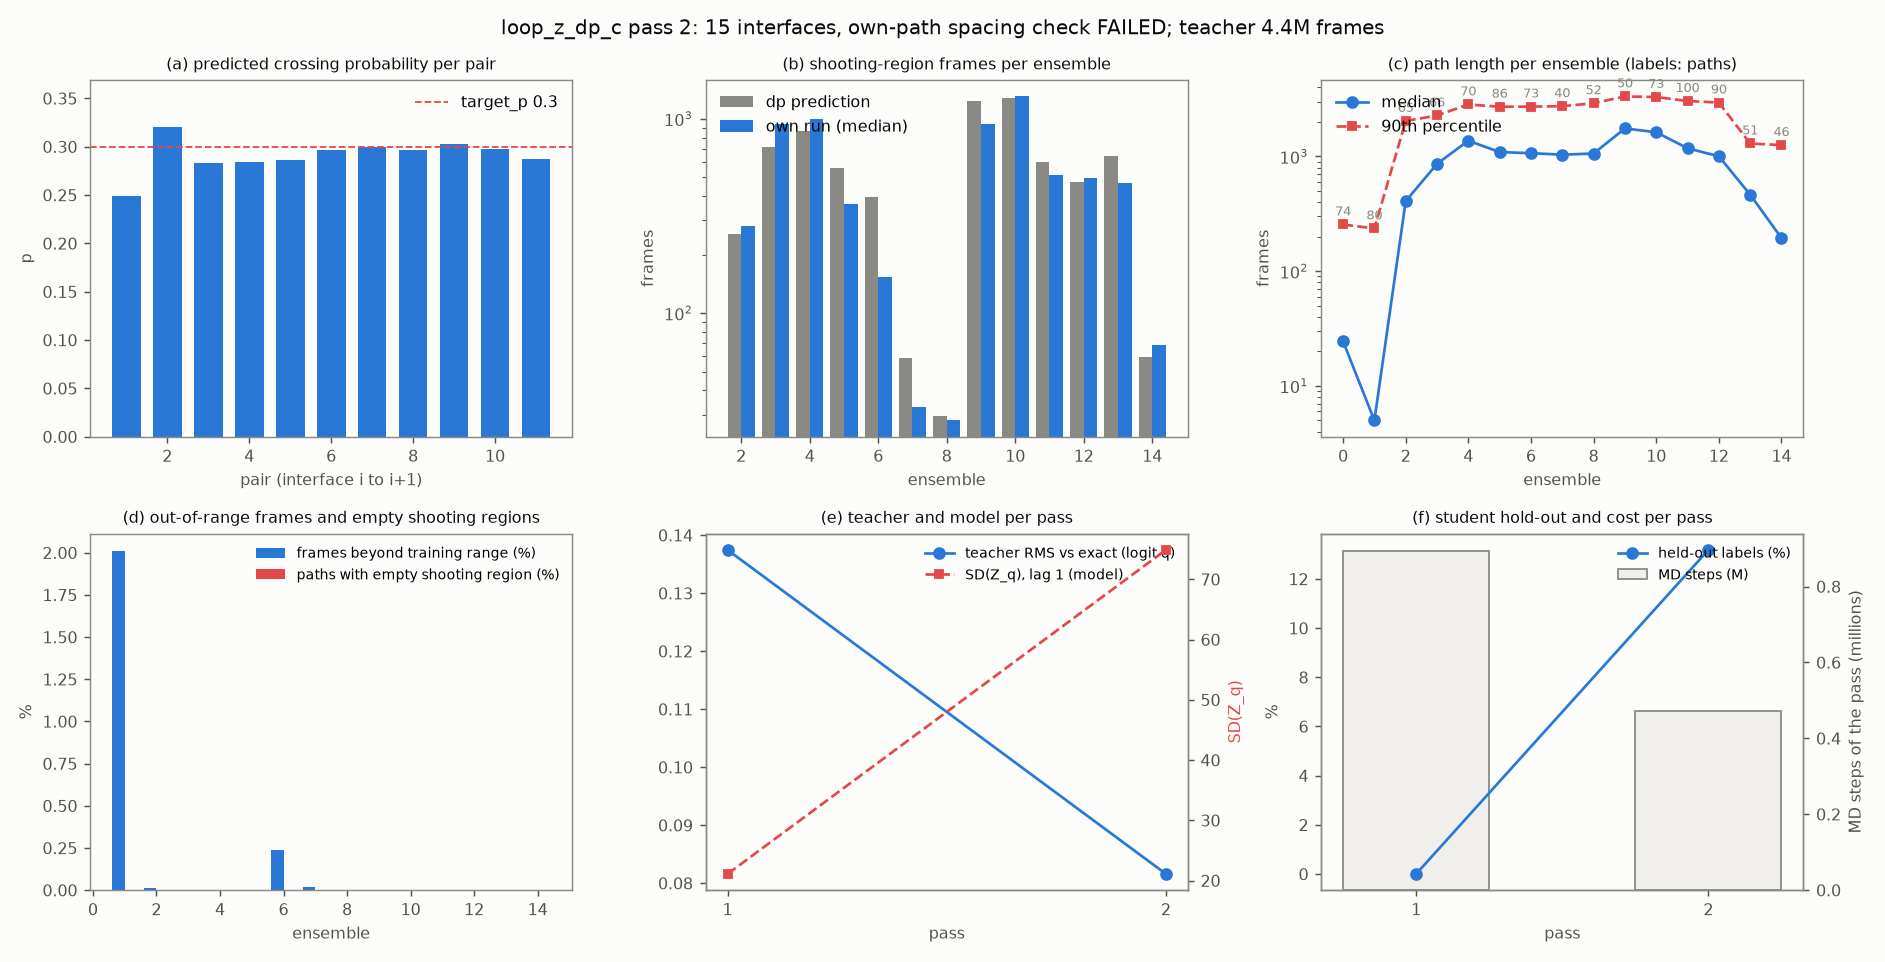 loop_z_dp_c pass 2: 15 interfaces, own-path spacing check FAILED; teacher 4.4M frames
(a) predicted crossing probability per pair
target_p 0.3
0.35
0.30
0.25
0.20
0.15
0.10
0.05
0.00
p
2 4 6 8 10
pair (interface i to i+1)
(b) shooting-region frames per ensemble
dp prediction
own run (median)
10³
10²
frames
2 4 6 8 10 12 14
ensemble
(c) path length per ensemble (labels: paths)
median
90th percentile
74 80 70 86 73 40 52 50 73 100 90 51 46
10³
10²
10¹
frames
0 2 4 6 8 10 12 14
ensemble
(d) out-of-range frames and empty shooting regions
frames beyond training range (%)
paths with empty shooting region (%)
2.00
1.75
1.50
1.25
1.00
0.75
0.50
0.25
0.00
%
0 2 4 6 8 10 12 14
ensemble
(e) teacher and model per pass
teacher RMS vs exact (logit q)
SD(Z_q), lag 1 (model)
0.14
0.13
0.12
0.11
0.10
0.09
0.08
70
60
50
40
30
20
SD(Z_q)
1 2
pass
(f) student hold-out and cost per pass
held-out labels (%)
MD steps (M)
12
10
8
6
4
2
0
%
0.8
0.6
0.4
0.2
0.0
MD steps of the pass (millions)
1 2
pass